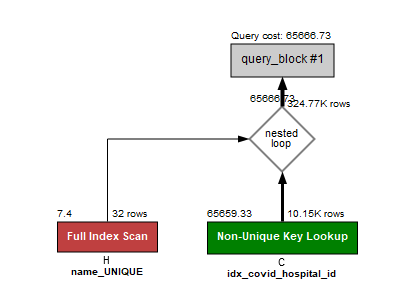 Query cost: 65666.73
query_block #1
65666.73
324.77K rows
nested
loop
7.4
32 rows
65659.33
10.15K rows
Full Index Scan
Non-Unique Key Lookup
H
C
name_UNIQUE
idx_covid_hospital_id